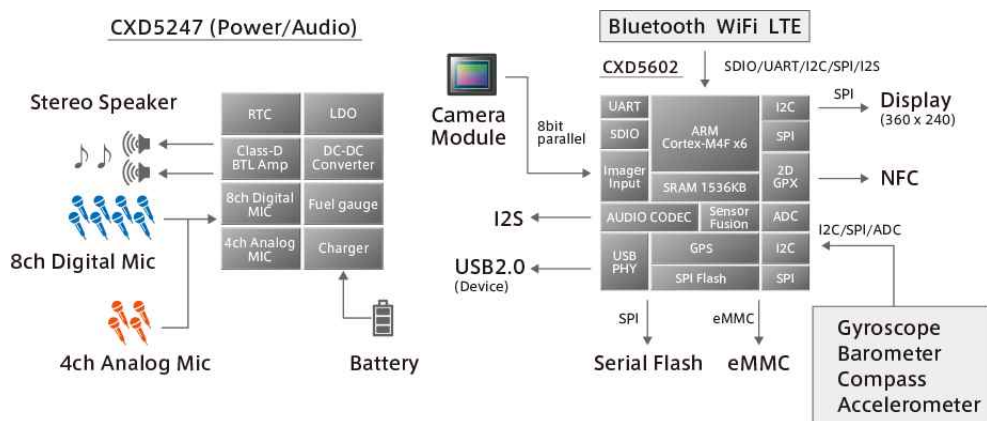 CXD5247 (Power/Audio)
Stereo Speaker
RTC
LDO
Class-D
BTL Amp
DC-DC
Converter
8ch Digital
MIC
Fuel gauge
4ch Analog
MIC
Charger
8ch Digital Mic
4ch Analog Mic
Battery
Bluetooth WiFi LTE
CXD5602
SDIO/UART/I2C/SPI/I2S
Camera
Module
8bit
parallel
UART
SDIO
Imager
Input
ARM
Cortex-M4F x6
SRAM 1536KB
I2C
SPI
2D
GPX
AUDIO CODEC
Sensor
Fusion
ADC
USB
PHY
GPS
I2C
SPI Flash
SPI
SPI
Display
(360 x 240)
NFC
I2S
USB2.0
(Device)
I2C/SPI/ADC
SPI
eMMC
Serial Flash
eMMC
Gyroscope
Barometer
Compass
Accelerometer